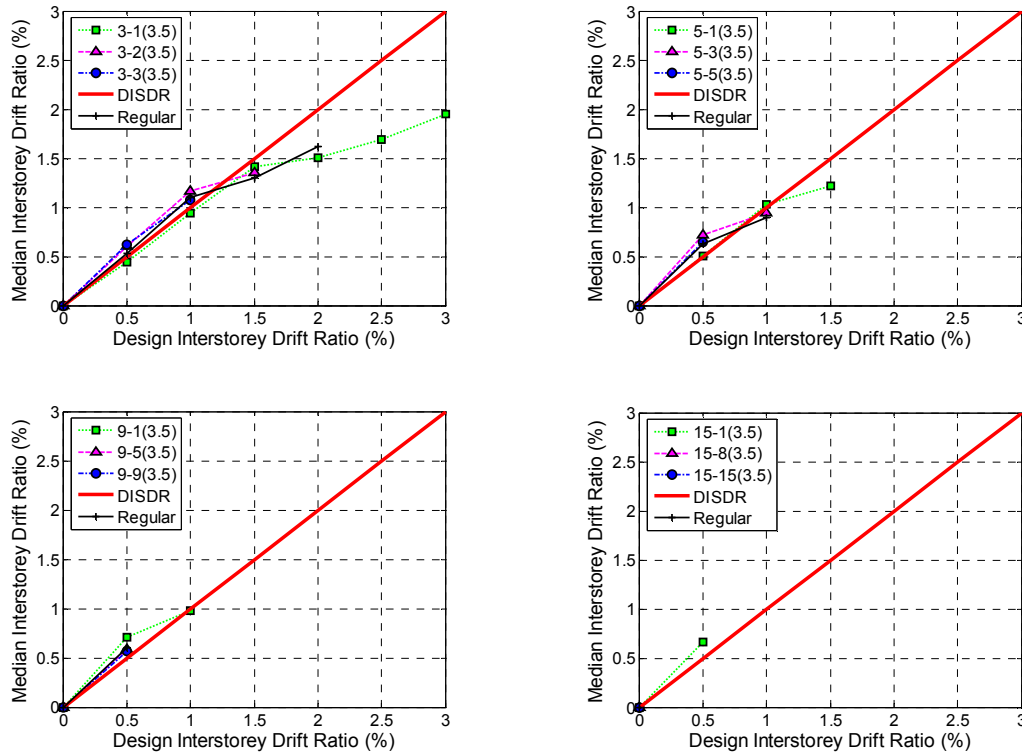 Median Interstorey Drift Ratio (%)
3
2.5
2
1.5
1
0.5
0
3-1(3.5)
3-2(3.5)
3-3(3.5)
DISDR
Regular
0 0.5 1 1.5 2 2.5 3
Design Interstorey Drift Ratio (%)
Median Interstorey Drift Ratio (%)
3
2.5
2
1.5
1
0.5
0
5-1(3.5)
5-3(3.5)
5-5(3.5)
DISDR
Regular
0 0.5 1 1.5 2 2.5 3
Design Interstorey Drift Ratio (%)
Median Interstorey Drift Ratio (%)
3
2.5
2
1.5
1
0.5
0
9-1(3.5)
9-5(3.5)
9-9(3.5)
DISDR
Regular
0 0.5 1 1.5 2 2.5 3
Design Interstorey Drift Ratio (%)
Median Interstorey Drift Ratio (%)
3
2.5
2
1.5
1
0.5
0
15-1(3.5)
15-8(3.5)
15-15(3.5)
DISDR
Regular
0 0.5 1 1.5 2 2.5 3
Design Interstorey Drift Ratio (%)